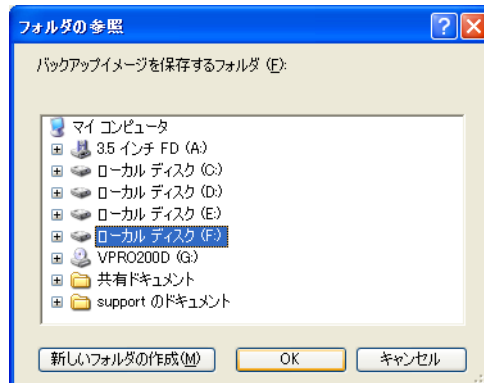 フォルダの参照
バックアップイメージを保存するフォルダ (F):
マイ コンピュータ
3.5 インチ FD (A:)
ローカル ディスク (C:)
ローカル ディスク (D:)
ローカル ディスク (E:)
ローカル ディスク (F:)
VPRO200D (G:)
共有ドキュメント
support のドキュメント
新しいフォルダの作成(M) OK キャンセル